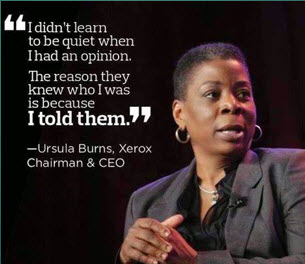 “I didn't learn
to be quiet when
I had an opinion.
The reason they
knew who I was
is because
I told them.”
—Ursula Burns, Xerox
Chairman & CEO